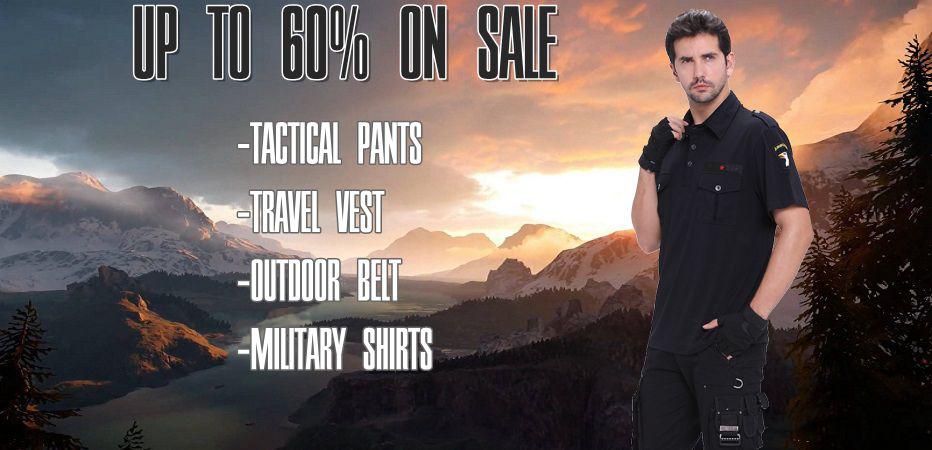 UP TO 60% ON SALE
-TACTICAL PANTS
-TRAVEL VEST
-OUTDOOR BELT
-MILITARY SHIRTS